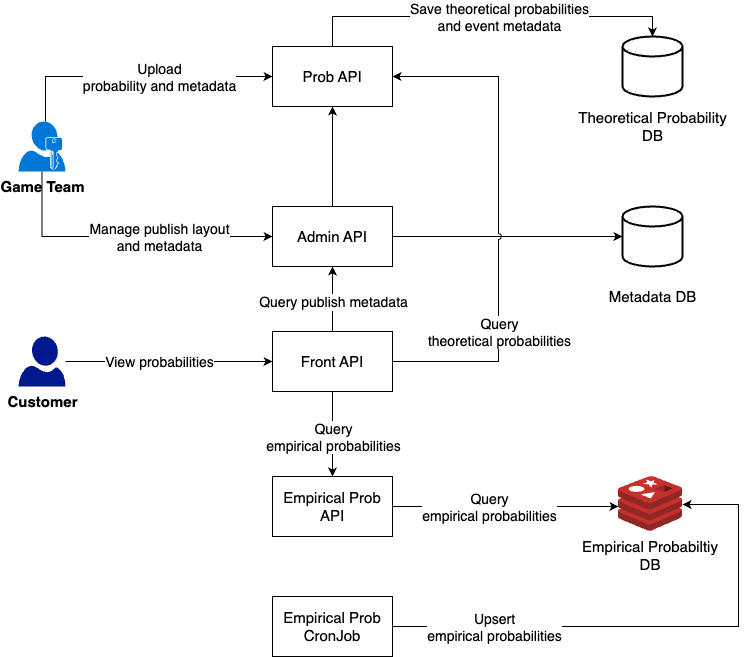 Save theoretical probabilities
and event metadata
Upload
probability and metadata
Prob API
Theoretical Probability
DB
Game Team
Manage publish layout
and metadata
Admin API
Metadata DB
Query publish metadata
Query
theoretical probabilities
View probabilities
Front API
Customer
Query
empirical probabilities
Empirical Prob
API
Query
empirical probabilities
Empirical Probabiltiy
DB
Empirical Prob
CronJob
Upsert
empirical probabilities